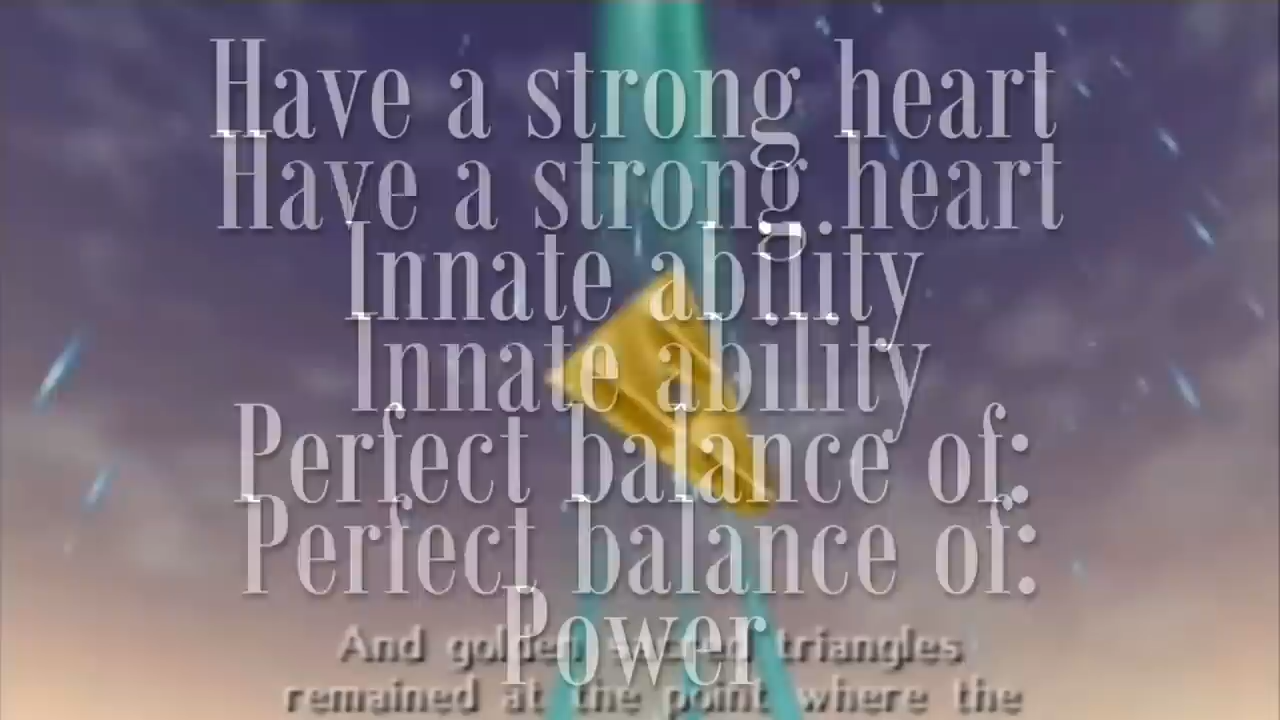 Have a strong heart
Have a strong heart
Innate ability
Innate ability
Perfect balance of:
Perfect balance of:
Power
And golden sacred triangles
remained at the point where the